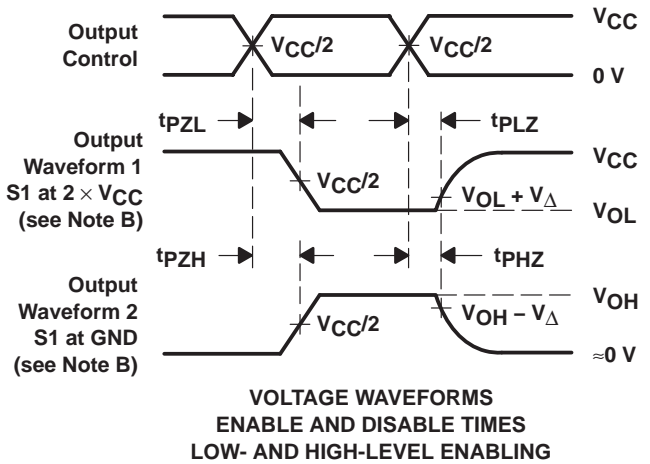 Output
Control
VCC/2
VCC/2
VCC
0 V
tPZL
tPLZ
Output
Waveform 1
S1 at 2 × VCC
(see Note B)
VCC/2
VOL + VΔ
VCC
VOL
tPZH
tPHZ
Output
Waveform 2
S1 at GND
(see Note B)
VCC/2
VOH − VΔ
VOH
≈0 V
VOLTAGE WAVEFORMS
ENABLE AND DISABLE TIMES
LOW- AND HIGH-LEVEL ENABLING